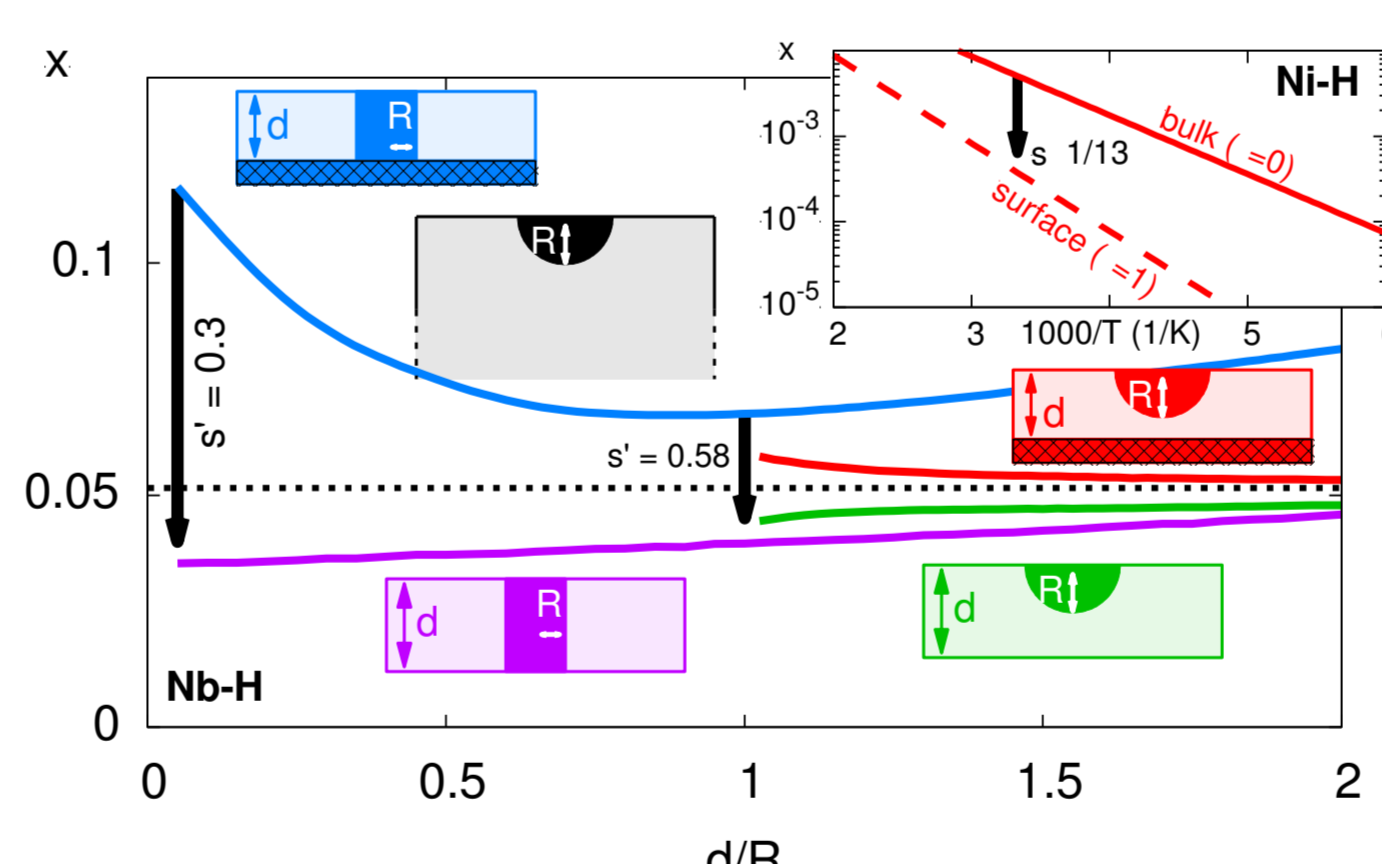 x
0.1
0.05
0
0
0.5
1
1.5
2
d/R
d
R
R
s' = 0.3
s' = 0.58
d
R
d
R
d
R
Nb-H
x
10-3
10-4
10-5
2
3
1000/T (1/K)
5
Ni-H
bulk ( =0)
s 1/13
surface ( =1)